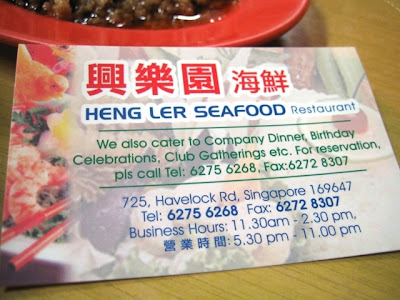 興樂園 海鮮
HENG LER SEAFOOD Restaurant
We also cater to Company Dinner, Birthday
Celebrations, Club Gatherings etc. For reservation,
pls call Tel: 6275 6268, Fax:6272 8307
725, Havelock Rd, Singapore 169647
Tel: 6275 6268 Fax: 6272 8307
Business Hours: 11.30am - 2.30 pm,
營業時間: 5.30 pm - 11.00 pm